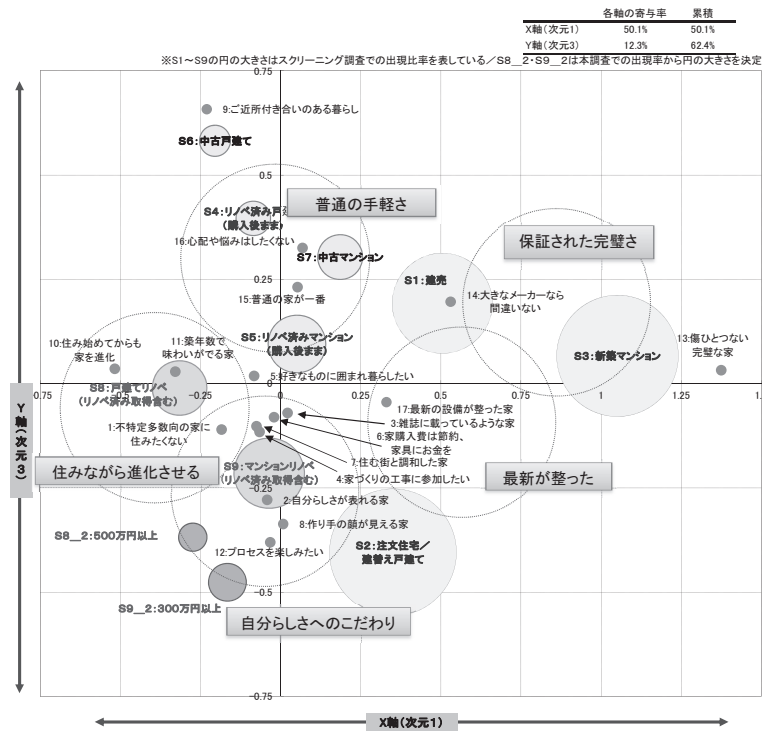 各軸の寄与率 累積
X軸(次元1) 50.1% 50.1%
Y軸(次元3) 12.3% 62.4%
※S1～S9の円の大きさはスクリーニング調査での出現比率を表している／S8__2・S9__2は本調査での出現率から円の大きさを決定
0.75
9:ご近所付き合いのある暮らし
S6:中古戸建て
0.5
S4:リノベ済み戸建
(購入後まま)
普通の手軽さ
16:心配や悩みはしたくない
S7:中古マンション
保証された完璧さ
0.25
S1:建売
15:普通の家が一番
14:大きなメーカーなら
間違いない
S5:リノベ済みマンション
(購入後まま)
10:住み始めてからも
家を進化
11:築年数で
味わいがでる家
S3:新築マンション
13:傷ひとつない
完璧な家
5:好きなものに囲まれ暮らしたい
S8:戸建てリノベ
(リノベ済み取得含む)
-0.75 -0.5 -0.25 0 0.25 0.5 0.75 1 1.25 1.
17:最新の設備が整った家
3:雑誌に載っているような家
1:不特定多数向の家に
住みたくない
6:家購入費は節約、
家具にお金を
7:住む街と調和した家
4:家づくりの工事に参加したい
住みながら進化させる
S9:マンションリノベ
(リノベ済み取得含む)
-0.25
最新が整った
2:自分らしさが表れる家
8:作り手の顔が見える家
S8__2:500万円以上
12:プロセスを楽しみたい
S2:注文住宅／
建替え戸建て
S9__2:300万円以上
-0.5
自分らしさへのこだわり
-0.75
Y軸(次元3)
X軸(次元1)